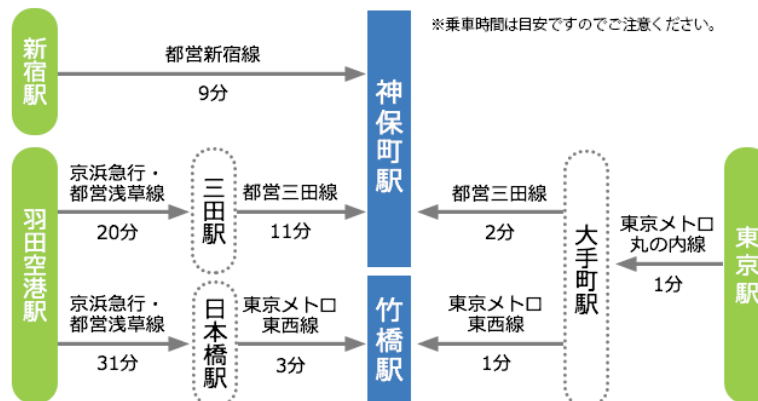 ※乗車時間は目安ですのでご注意ください。
新宿駅
都営新宿線
9分
神保町駅
羽田空港駅
京浜急行・
都営浅草線
20分
三田駅
都営三田線
11分
都営三田線
2分
大手町駅
東京メトロ
丸の内線
1分
東京駅
京浜急行・
都営浅草線
31分
日本橋駅
東京メトロ
東西線
3分
竹橋駅
東京メトロ
東西線
1分